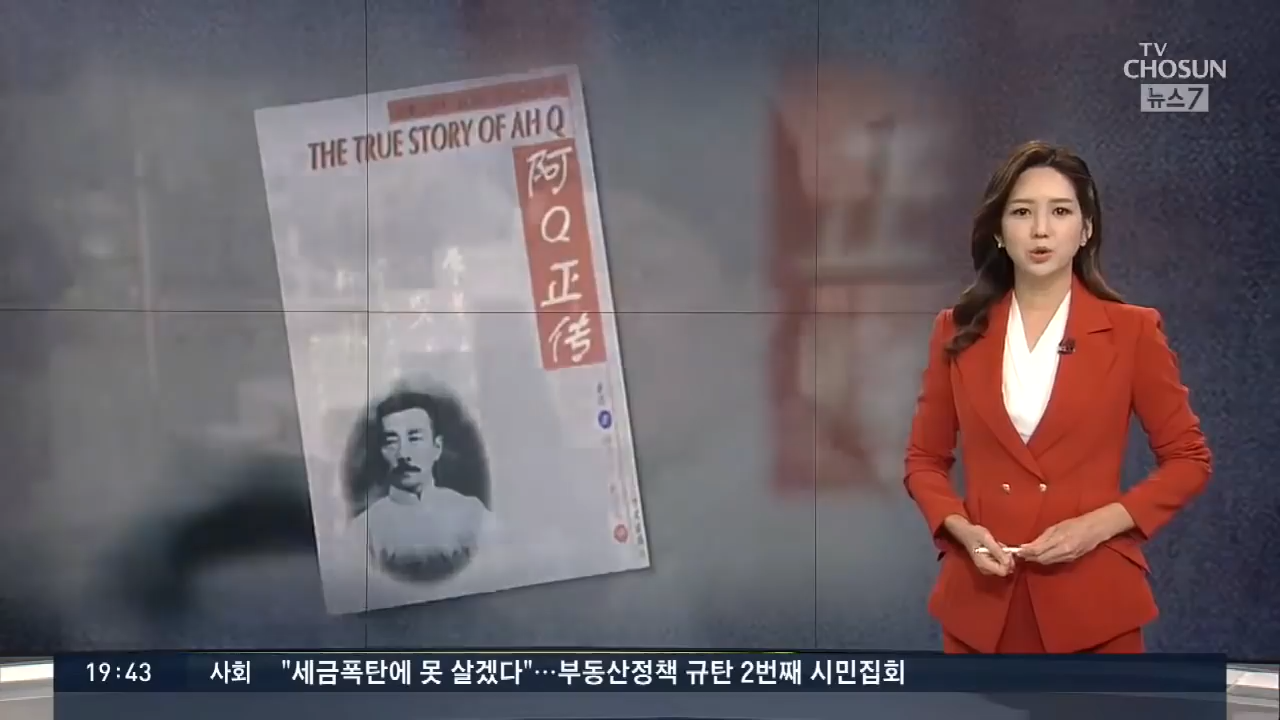 TV
CHOSUN
뉴스7
THE TRUE STORY OF AH Q
阿
Q
正
传
19:43 사회 "세금폭탄에 못 살겠다"…부동산정책 규탄 2번째 시민집회